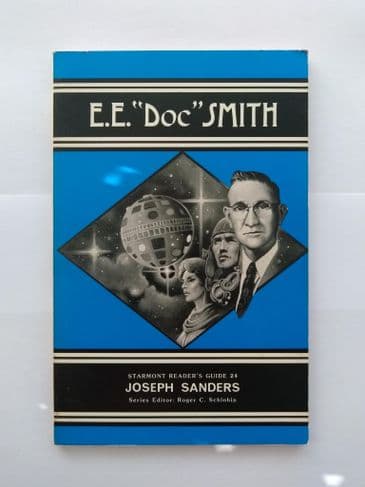 E.E. "Doc" SMITH
STARMONT READER'S GUIDE 24
JOSEPH SANDERS
Series Editor: Roger C. Schlobin